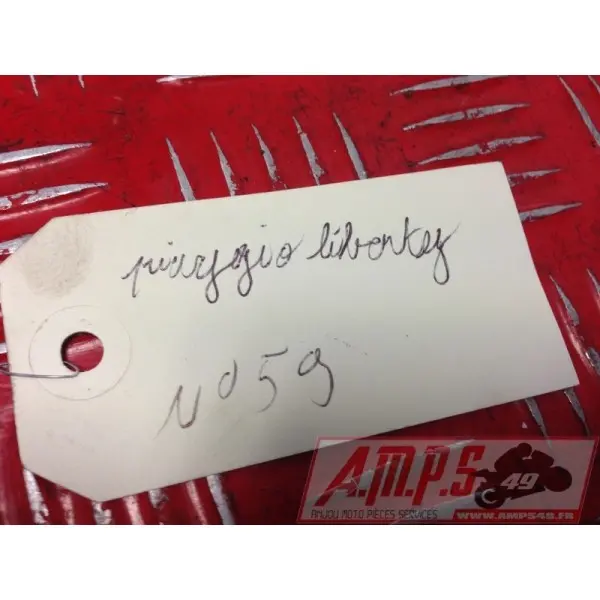 piaggio liberty
N° 59
A.M.P.S
49
ANJOU MOTO PIÈCES SERVICES
WWW.AMPS49.FR